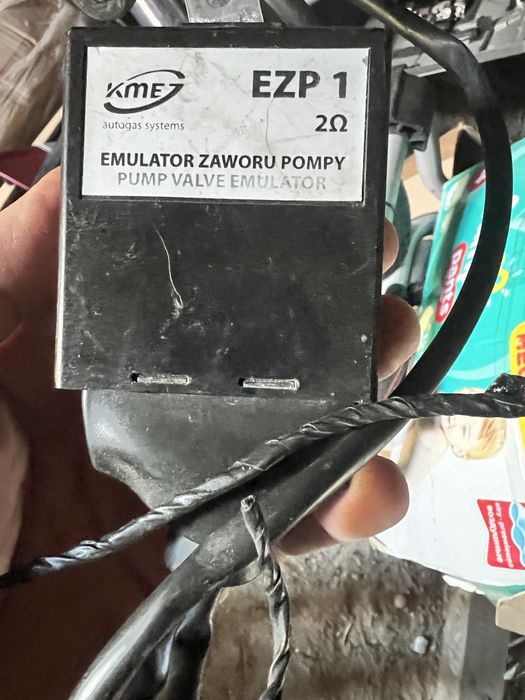 KME
autogas systems
EZP 1
2Ω
EMULATOR ZAWORU POMPY
PUMP VALVE EMULATOR